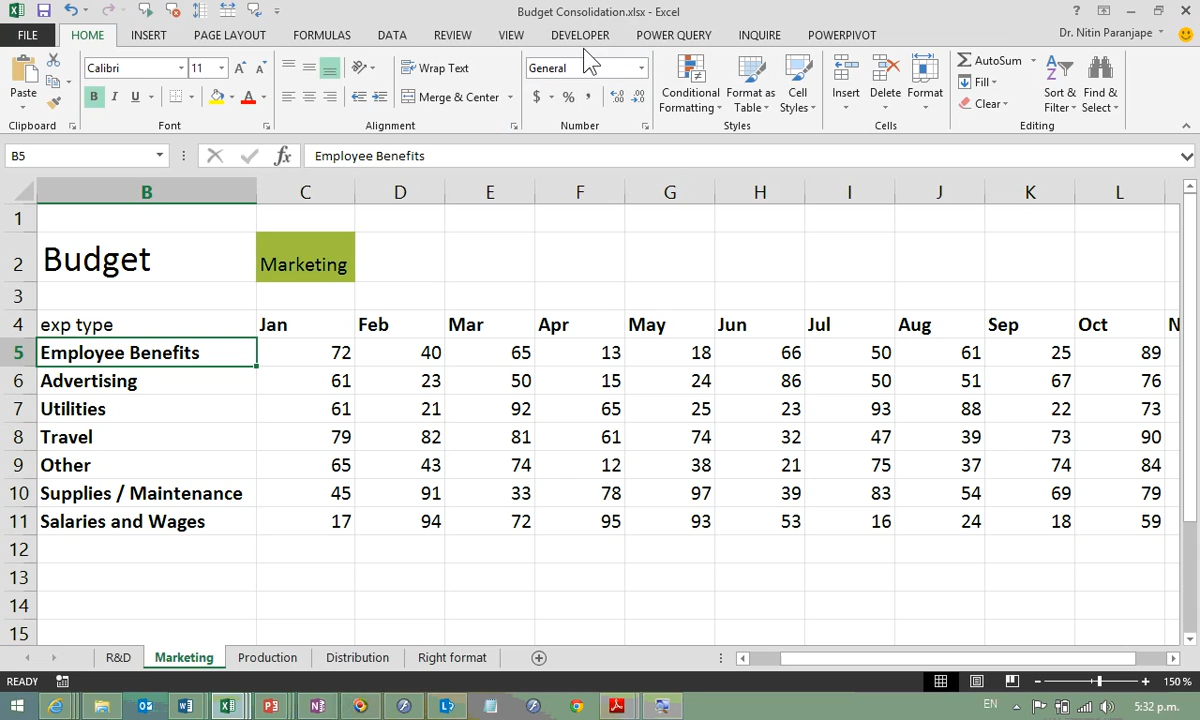 Budget Consolidation.xlsx - Excel
?
FILE HOME INSERT PAGE LAYOUT FORMULAS DATA REVIEW VIEW DEVELOPER POWER QUERY INQUIRE POWERPIVOT Dr. Nitin Paranjape
Paste
Calibri 11 A A
B I U A
Wrap Text
Merge & Center
General
$ % ,
Conditional Formatting
Format as Table
Cell Styles
Insert
Delete
Format
AutoSum
Fill
Clear
Sort & Filter
Find & Select
Clipboard Font Alignment Number Styles Cells Editing
B5 fx Employee Benefits
B C D E F G H I J K L
1
2 Budget Marketing
3
4 exp type Jan Feb Mar Apr May Jun Jul Aug Sep Oct N
5 Employee Benefits 72 40 65 13 18 66 50 61 25 89
6 Advertising 61 23 50 15 24 86 50 51 67 76
7 Utilities 61 21 92 65 25 23 93 88 22 73
8 Travel 79 82 81 61 74 32 47 39 73 90
9 Other 65 43 74 12 38 21 75 37 74 84
10 Supplies / Maintenance 45 91 33 78 97 39 83 54 69 79
11 Salaries and Wages 17 94 72 95 93 53 16 24 18 59
12
13
14
15
R&D Marketing Production Distribution Right format
READY 150 %
EN 5:32 p.m.